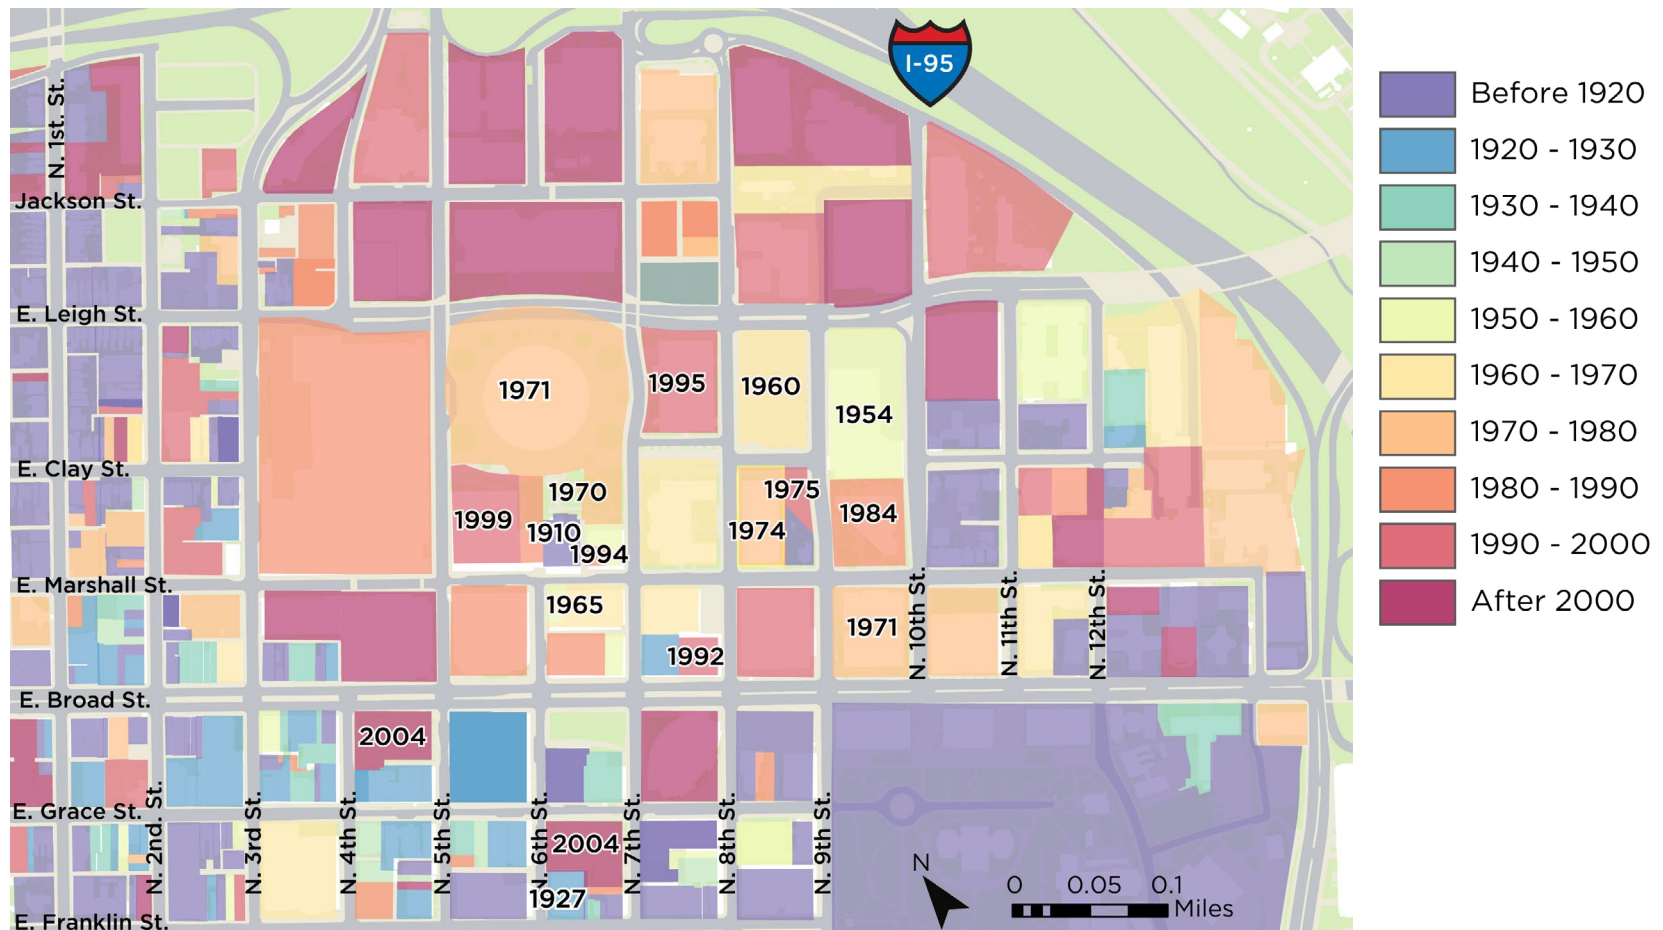 I-95
N. 1st. St.
Jackson St.
E. Leigh St.
1971
1995
1960
1954
E. Clay St.
1970
1975
1999
1910
1974
1984
1994
E. Marshall St.
1965
1971
1992
N. 10th St.
N. 11th St.
N. 12th St.
E. Broad St.
2004
E. Grace St.
N. 2nd. St.
N. 3rd St.
N. 4th St.
N. 5th St.
N. 6th St.
2004
N. 7th St.
N. 8th St.
N. 9th St.
1927
E. Franklin St.
N
0 0.05 0.1
Miles
Before 1920
1920 - 1930
1930 - 1940
1940 - 1950
1950 - 1960
1960 - 1970
1970 - 1980
1980 - 1990
1990 - 2000
After 2000